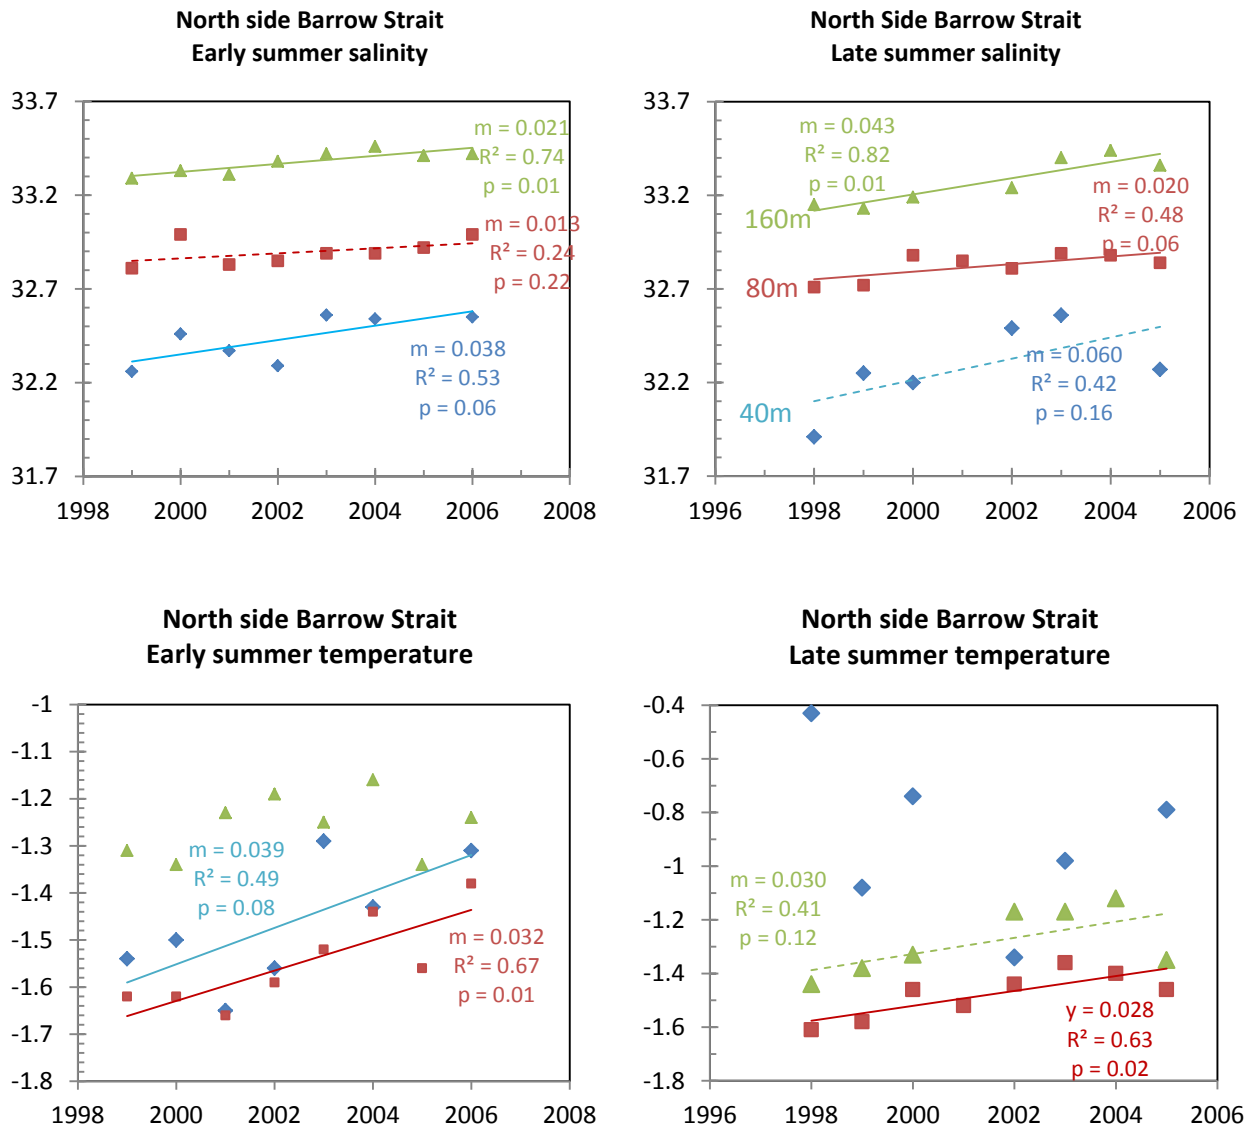 North side Barrow Strait
Early summer salinity
33.7
33.2
32.7
32.2
31.7
1998 2000 2002 2004 2006 2008
m = 0.021
R² = 0.74
p = 0.01
m = 0.013
R² = 0.24
p = 0.22
m = 0.038
R² = 0.53
p = 0.06
North Side Barrow Strait
Late summer salinity
33.7
33.2
32.7
32.2
31.7
1996 1998 2000 2002 2004 2006
m = 0.043
R² = 0.82
p = 0.01
160m
m = 0.020
R² = 0.48
p = 0.06
80m
m = 0.060
R² = 0.42
p = 0.16
40m
North side Barrow Strait
Early summer temperature
-1
-1.1
-1.2
-1.3
-1.4
-1.5
-1.6
-1.7
-1.8
1998 2000 2002 2004 2006 2008
m = 0.039
R² = 0.49
p = 0.08
m = 0.032
R² = 0.67
p = 0.01
North side Barrow Strait
Late summer temperature
-0.4
-0.6
-0.8
-1
-1.2
-1.4
-1.6
-1.8
1996 1998 2000 2002 2004 2006
m = 0.030
R² = 0.41
p = 0.12
y = 0.028
R² = 0.63
p = 0.02